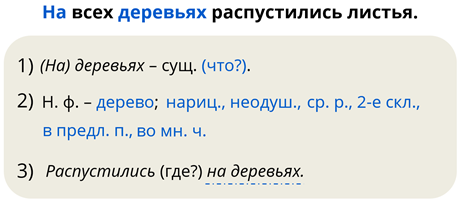 На всех деревьях распустились листья.
1) (На) деревьях – сущ. (что?).
2) Н. ф. – дерево; нариц., неодуш., ср. р., 2-е скл.,
в предл. п., во мн. ч.
3) Распустились (где?) на деревьях.